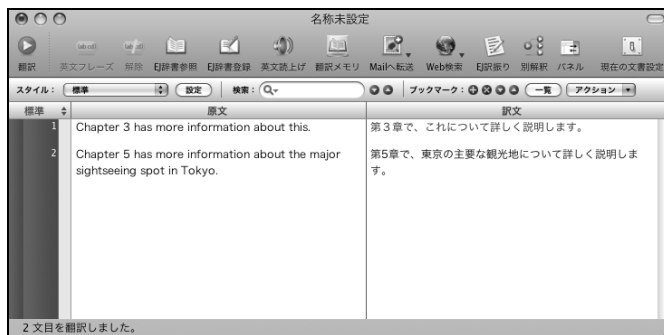 名称未設定
翻訳 英文フレーズ 解除 EJ辞書参照 EJ辞書登録 英文読上げ 翻訳メモリ Mailへ転送 Web検索 EJ訳振り 別解釈 パネル 現在の文書設定
スタイル： 標準 設定 検索： ブックマーク： 一覧 アクション
標準 原文 訳文
1 Chapter 3 has more information about this. 第３章で、これについて詳しく説明します。
2 Chapter 5 has more information about the major 第5章で、東京の主要な観光地について詳しく説明しま
sightseeing spot in Tokyo. す。
2 文目を翻訳しました。